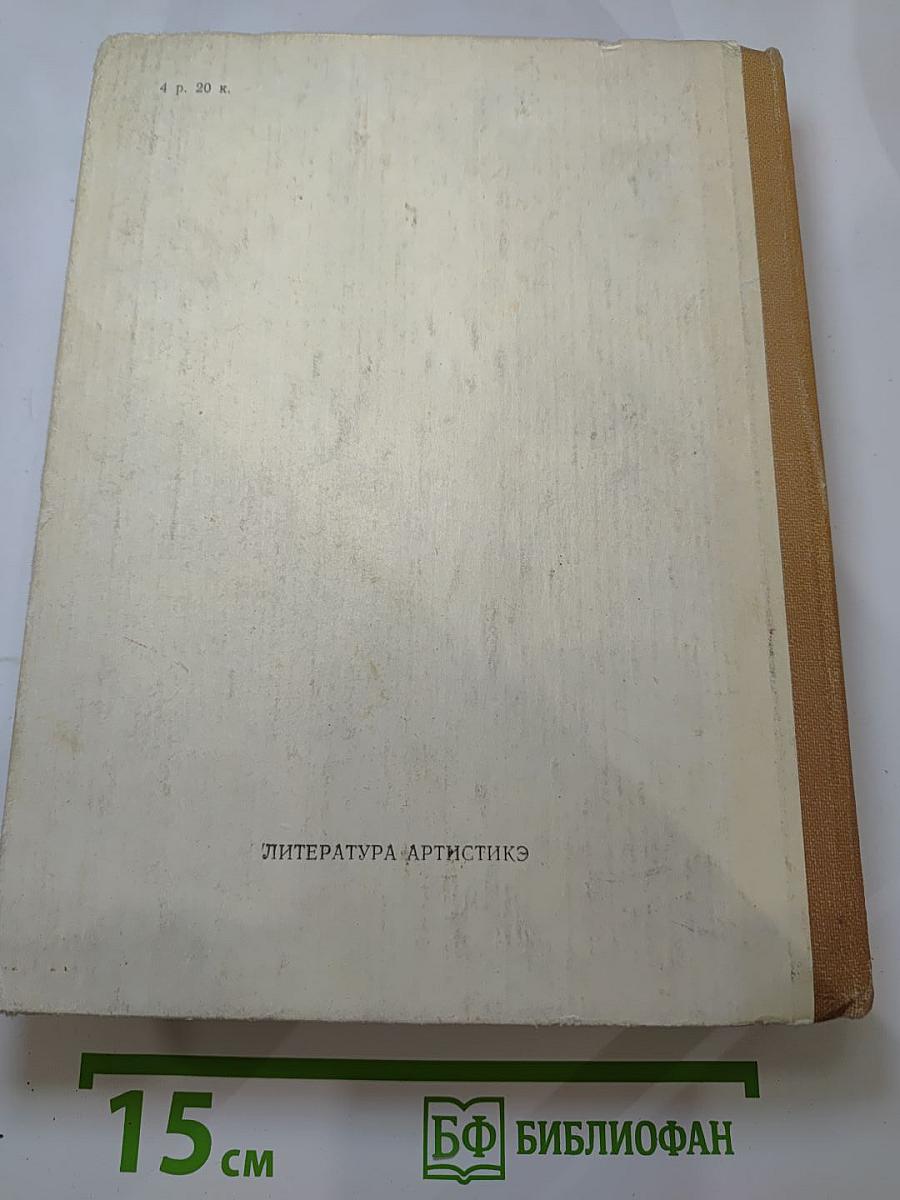 4 р. 20 к.
ЛИТЕРАТУРА АРТИСТИКЭ
15 см
БФ БИБЛИОФАН